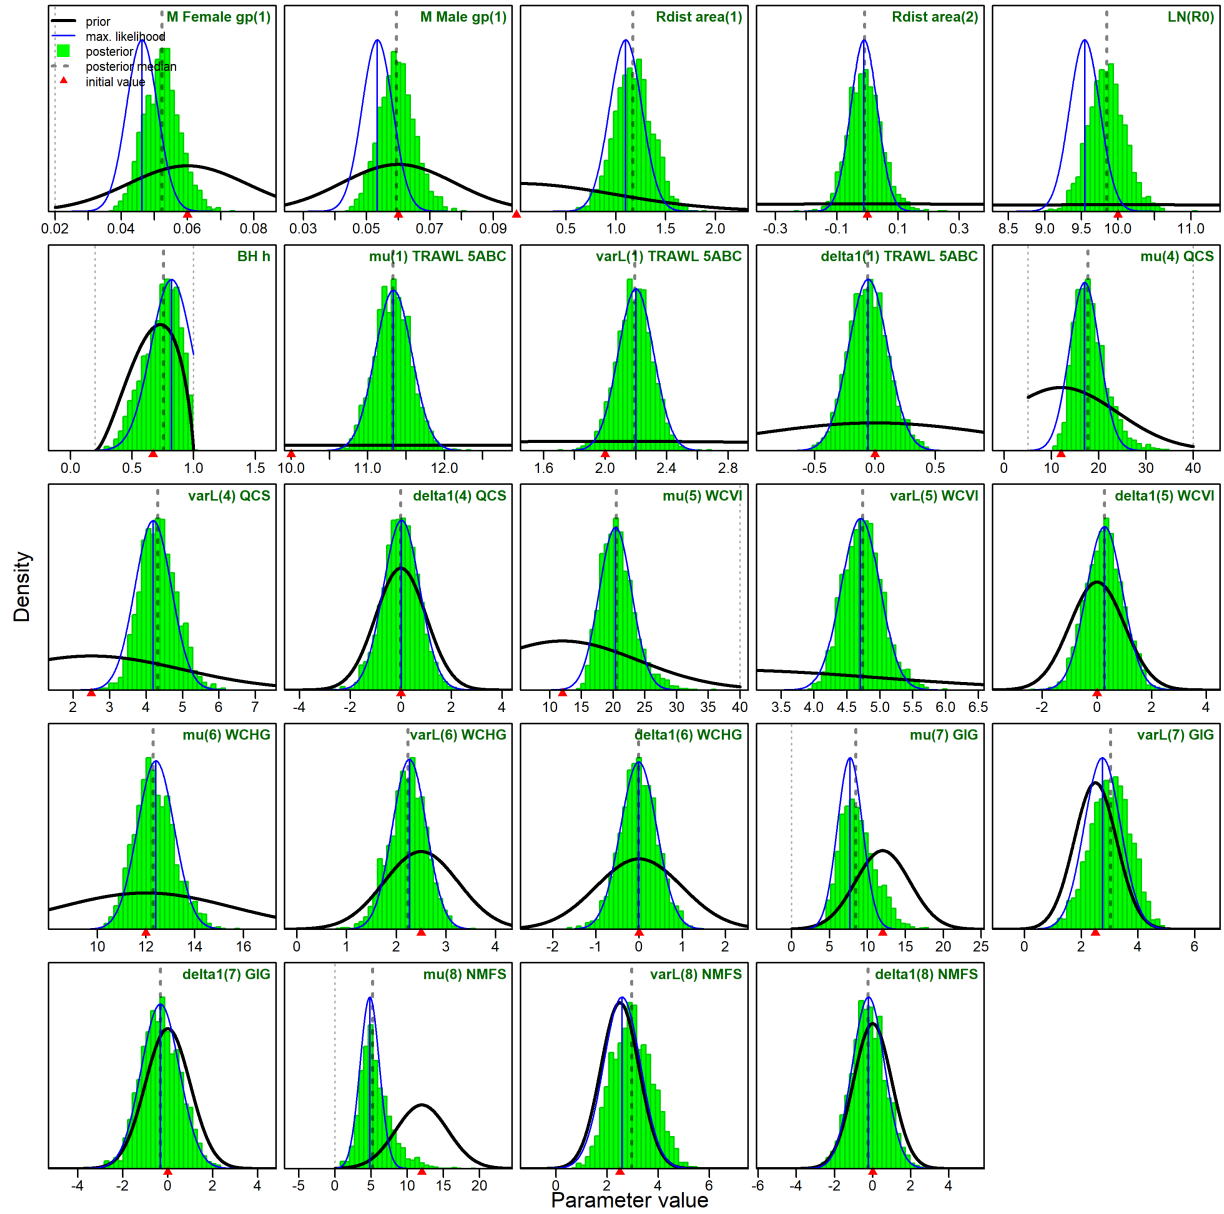 M Female gp(1)
prior
max. likelihood
posterior
posterior median
initial value
0.02 0.04 0.06 0.08
M Male gp(1)
0.03 0.05 0.07 0.09
Rdist area(1)
0.5 1.0 1.5 2.0
Rdist area(2)
-0.3 -0.1 0.1 0.3
LN(R0)
8.5 9.0 9.5 10.0 11.0
BH h
0.0 0.5 1.0 1.5
mu(1) TRAWL 5ABC
10.0 11.0 12.0
varL(1) TRAWL 5ABC
1.6 2.0 2.4 2.8
delta1(1) TRAWL 5ABC
-0.5 0.0 0.5
mu(4) QCS
0 10 20 30 40
Density
varL(4) QCS
2 3 4 5 6 7
delta1(4) QCS
-4 -2 0 2 4
mu(5) WCVI
10 15 20 25 30 35 40
varL(5) WCVI
3.5 4.0 4.5 5.0 5.5 6.0 6.5
delta1(5) WCVI
-2 0 2 4
mu(6) WCHG
10 12 14 16
varL(6) WCHG
0 1 2 3 4
delta1(6) WCHG
-2 -1 0 1 2
mu(7) GIG
0 5 10 15 20 25
varL(7) GIG
0 2 4 6
delta1(7) GIG
-4 -2 0 2 4
mu(8) NMFS
-5 0 5 10 15 20
varL(8) NMFS
0 2 4 6
delta1(8) NMFS
-6 -4 -2 0 2 4
Parameter value